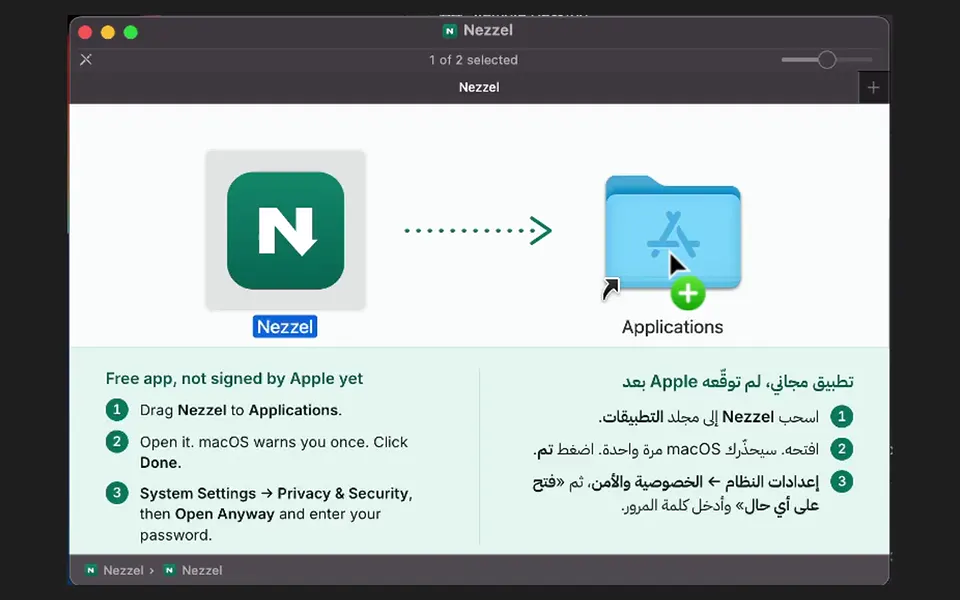 Nezzel
1 of 2 selected
Nezzel
Nezzel
Applications
Free app, not signed by Apple yet
1 Drag Nezzel to Applications.
2 Open it. macOS warns you once. Click
Done.
3 System Settings → Privacy & Security,
then Open Anyway and enter your
password.
تطبيق مجاني، لم توقّعه Apple بعد
1 اسحب Nezzel إلى مجلد التطبيقات.
2 افتحه. سيحذّرك macOS مرة واحدة. اضغط تم.
3 إعدادات النظام ← الخصوصية والأمن، ثم «فتح
على أي حال» وأدخل كلمة المرور.
Nezzel › Nezzel